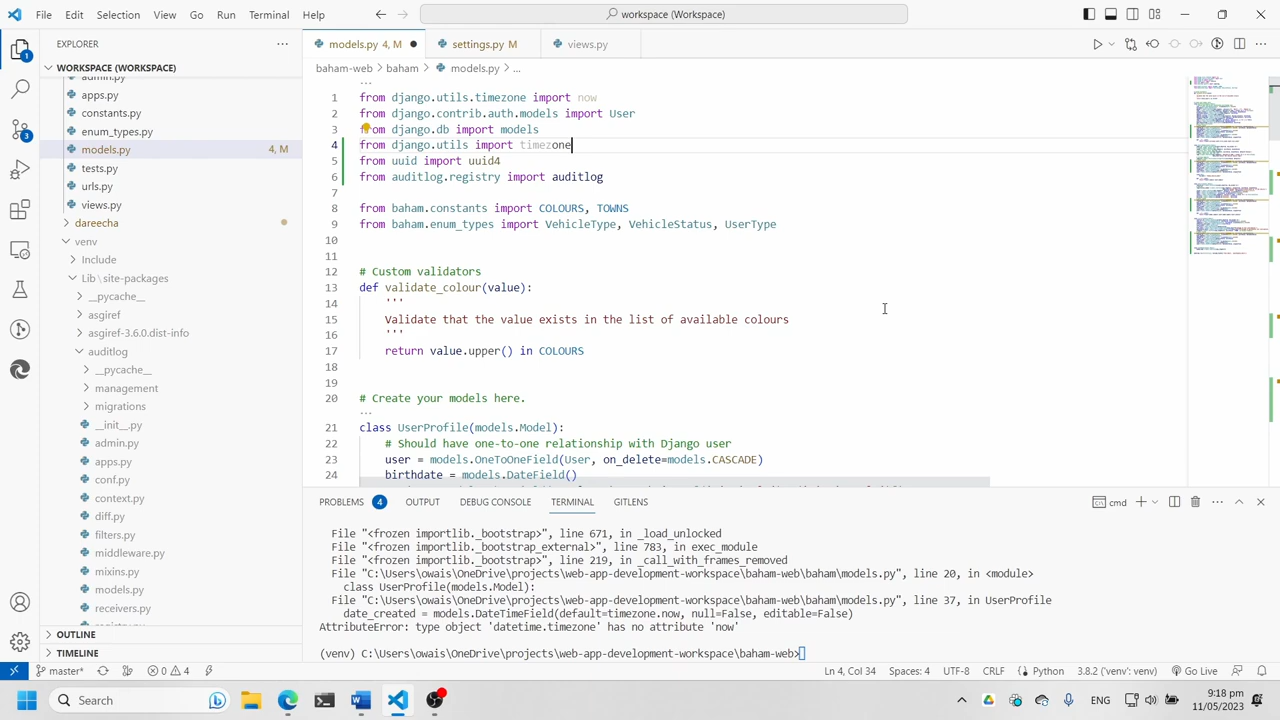 File Edit Selection View Go Run Terminal Help
workspace (Workspace)
EXPLORER
WORKSPACE (WORKSPACE)
admin.py
apps.py
constants.py
enum_types.py
models.py 4, M
tests.py
urls.py
views.py
dareecha
venv
Include
Lib \ site-packages
__pycache__
asgiref
asgiref-3.6.0.dist-info
auditlog
__pycache__
management
migrations
__init__.py
admin.py
apps.py
conf.py
context.py
diff.py
filters.py
middleware.py
mixins.py
models.py
receivers.py
OUTLINE
TIMELINE
models.py 4, M
settings.py M
views.py
baham-web > baham > models.py > ...
1 from django.utils.timezone import now
2 from django.contrib.auth.models import User
3 from django.db import models
4 from django.utils import timezone
5 from uuid import uuid4
6 from auditlog.registry import auditlog
7
8 from baham.constants COLOURS,
9 from baham.enum_types UserType
10
11
12 # Custom validators
13 def validate_colour(value):
14 '''
15 Validate that the value exists in the list of available colours
16 '''
17 return value.upper() in COLOURS
18
19
20 # Create your models here.
21 class UserProfile(models.Model):
22 # Should have one-to-one relationship with Django user
23 user = models.OneToOneField(User, on_delete=models.CASCADE)
24 birthdate = models.DateField()
PROBLEMS 4 OUTPUT DEBUG CONSOLE TERMINAL GITLENS
cmd
File "<frozen importlib._bootstrap>", line 671, in _load_unlocked
File "<frozen importlib._bootstrap_external>", line 783, in exec_module
File "<frozen importlib._bootstrap>", line 219, in _call_with_frames_removed
File "C:\Users\owais\OneDrive\projects\web-app-development-workspace\baham-web\baham\models.py", line 20, in <module>
class UserProfile(models.Model):
File "C:\Users\owais\OneDrive\projects\web-app-development-workspace\baham-web\baham\models.py", line 37, in UserProfile
date_created = models.DateTimeField(default=timezone.now, null=False, editable=False)
AttributeError: type object 'datetime.timezone' has no attribute 'now'
(venv) C:\Users\owais\OneDrive\projects\web-app-development-workspace\baham-web>
master* 0 4 Ln 4, Col 34 Spaces: 4 UTF-8 CRLF Python 3.8.2 ('venv': venv) Go Live
Search
ENG
9:18 pm
11/05/2023